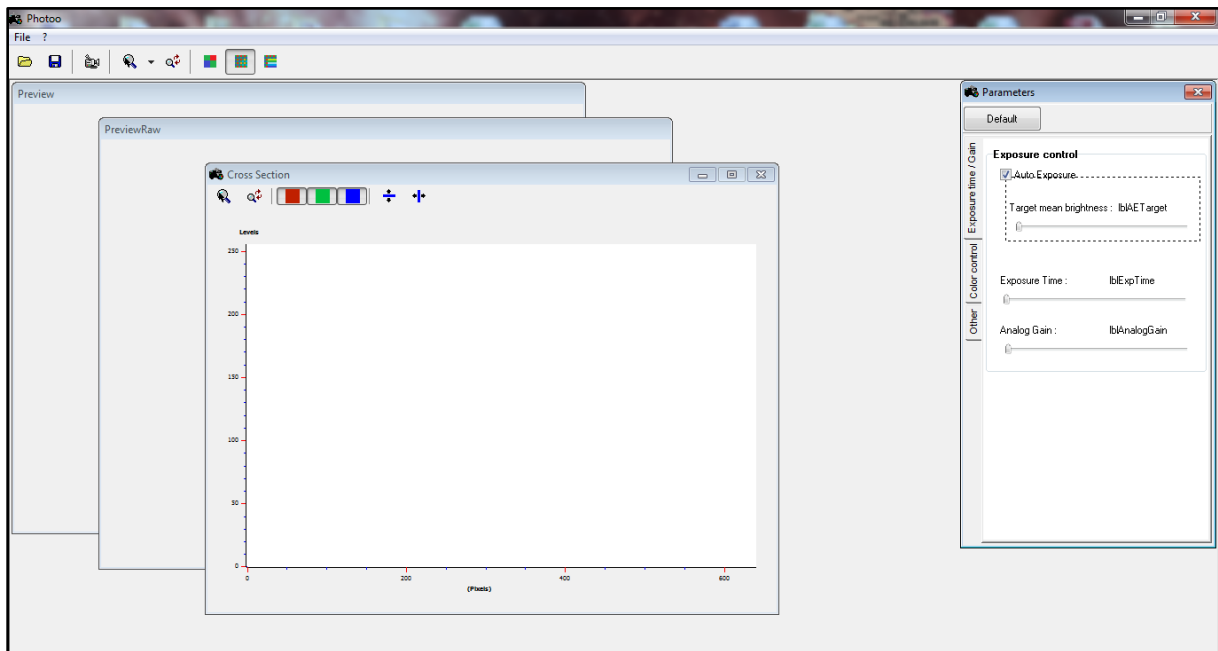 Photoo
File ?
Preview
PreviewRaw
Cross Section
Levels
250
200
150
100
50
0
0 200 400 600
(Pixels)
Parameters
Default
Exposure time / Gain
Color control
Other
Exposure control
Auto Exposure
Target mean brightness : lblAETarget
Exposure Time : lblExpTime
Analog Gain : lblAnalogGain